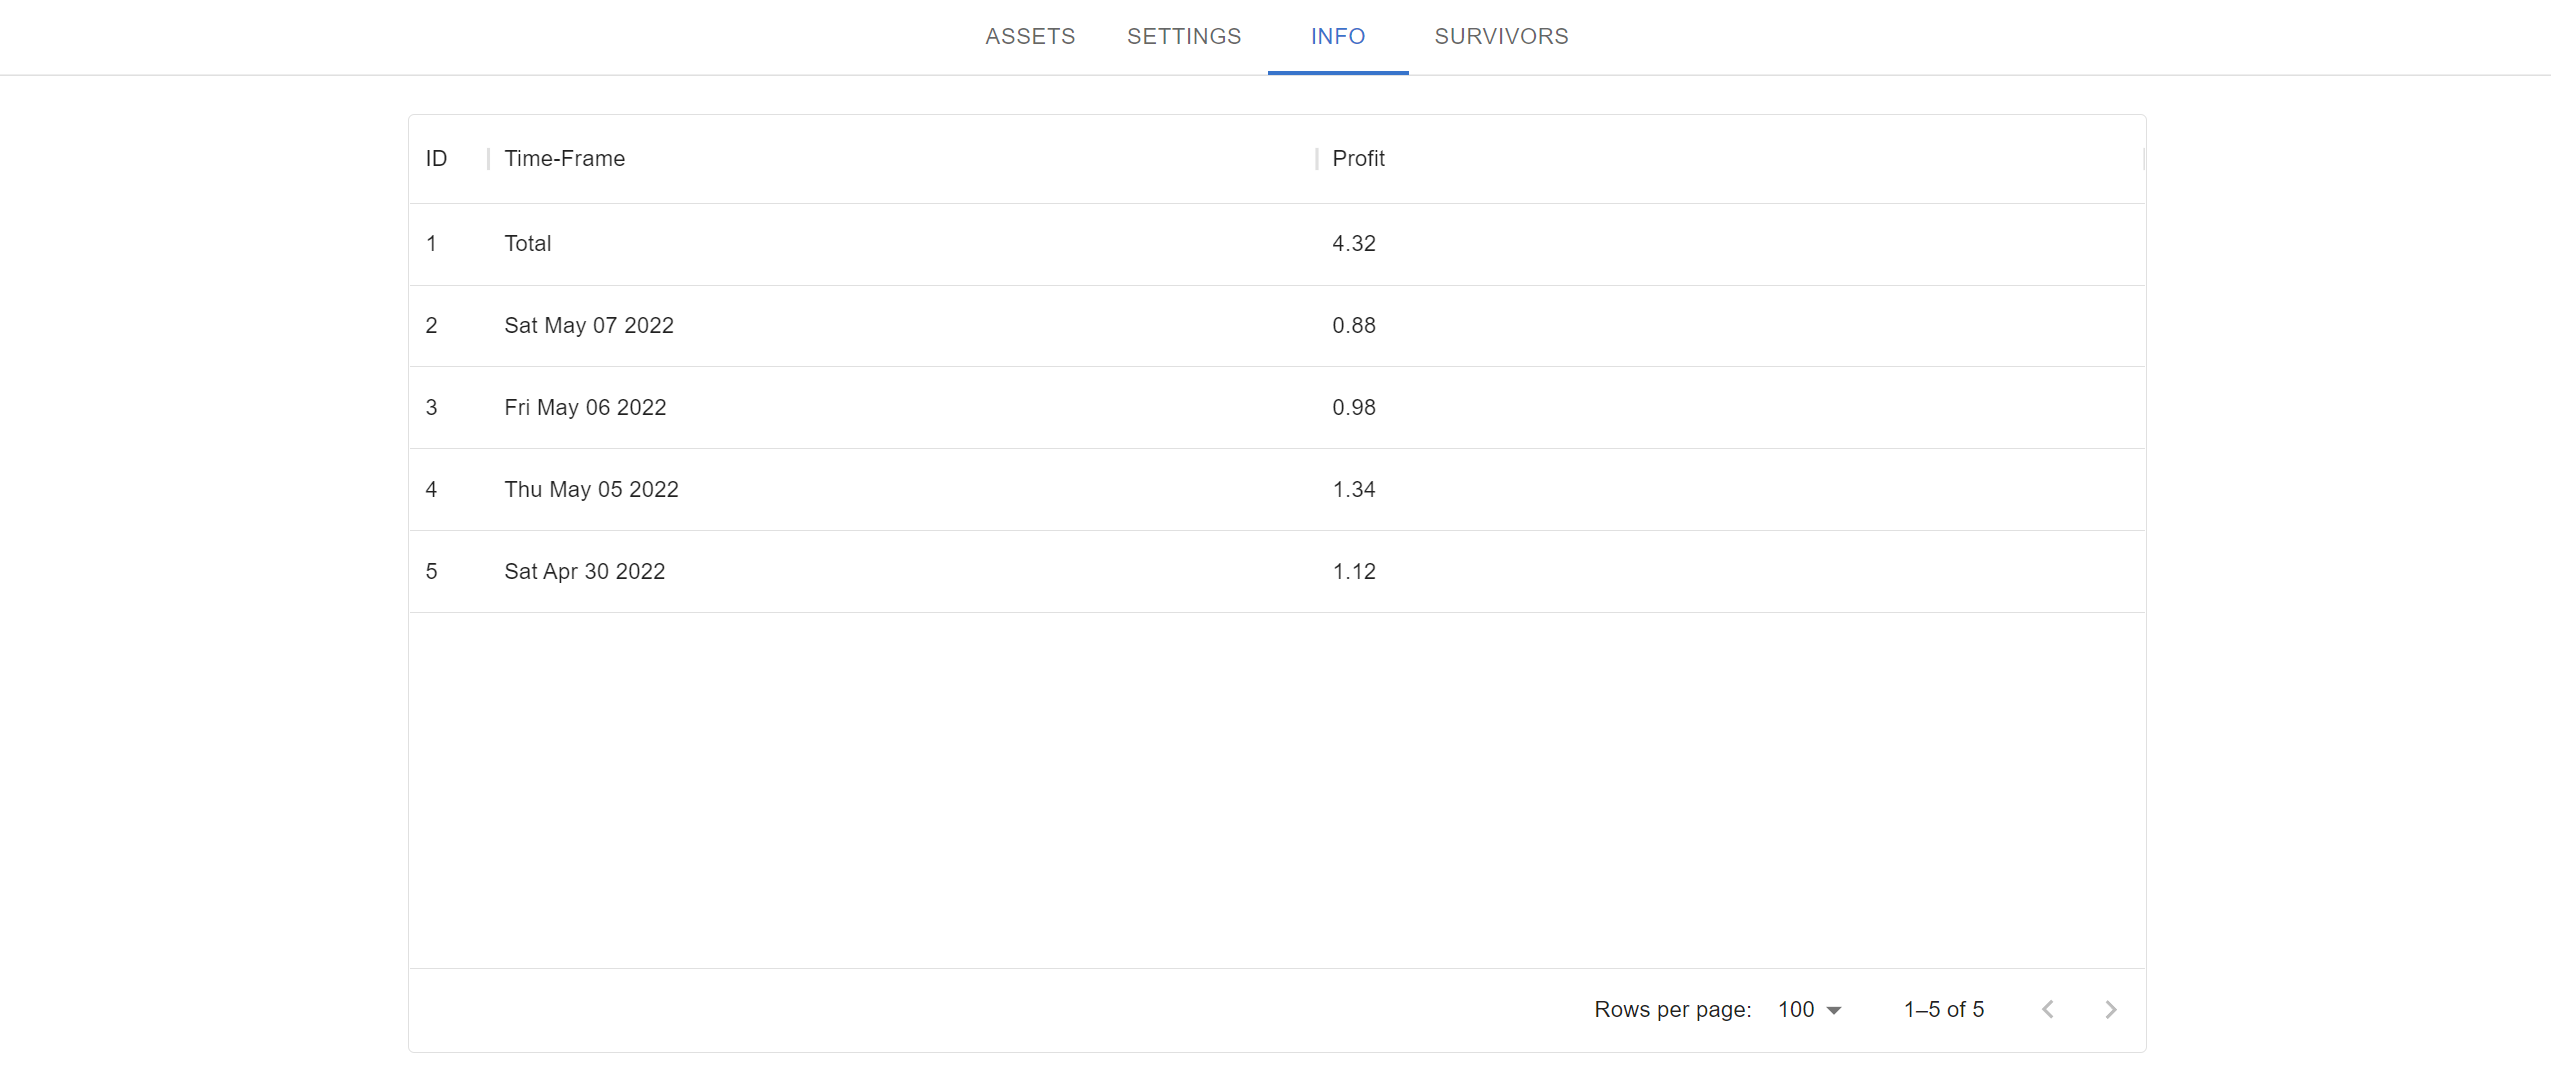 ASSETS SETTINGS INFO SURVIVORS
ID Time-Frame Profit
1 Total 4.32
2 Sat May 07 2022 0.88
3 Fri May 06 2022 0.98
4 Thu May 05 2022 1.34
5 Sat Apr 30 2022 1.12
Rows per page: 100 1–5 of 5